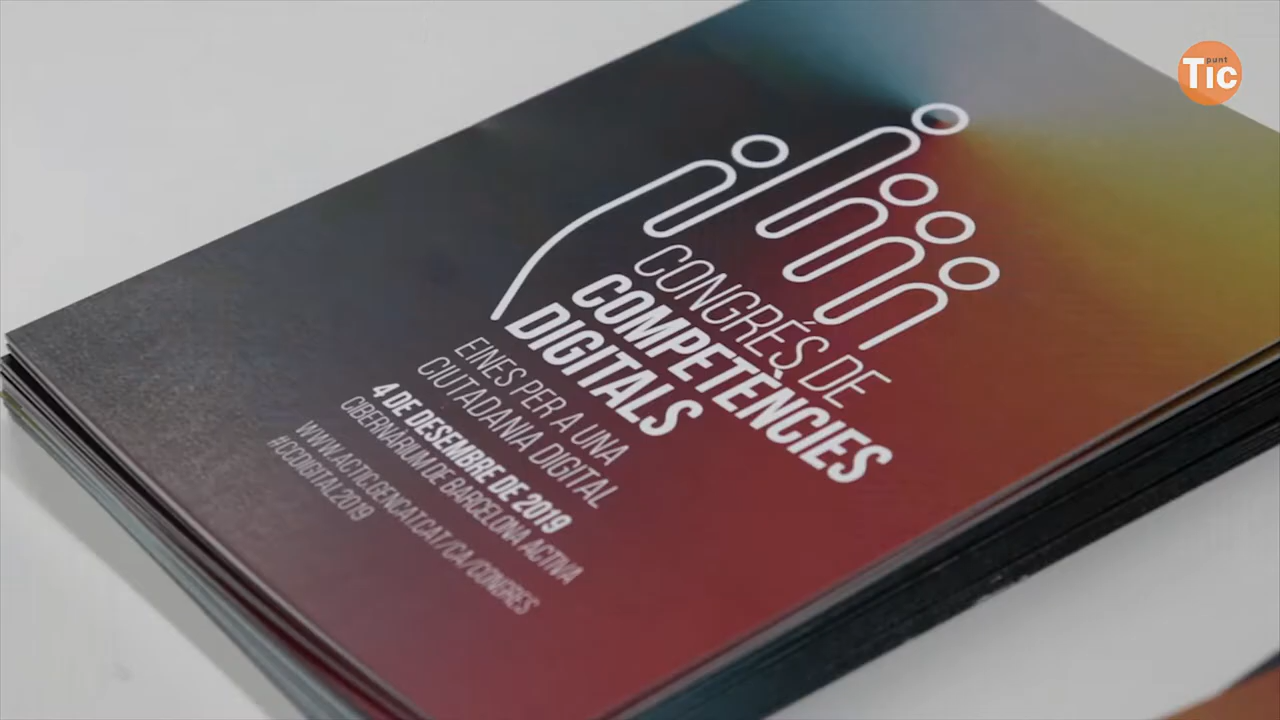 punt
TIC
CONGRÉS DE
COMPETÈNCIES
DIGITALS
EINES PER A UNA
CIUTADANIA DIGITAL
4 DE DESEMBRE DE 2019
CIBERNÀRIUM DE BARCELONA ACTIVA
WWW.ACTIC.GENCAT.CAT/CA/CONGRES
#CCDIGITAL2019